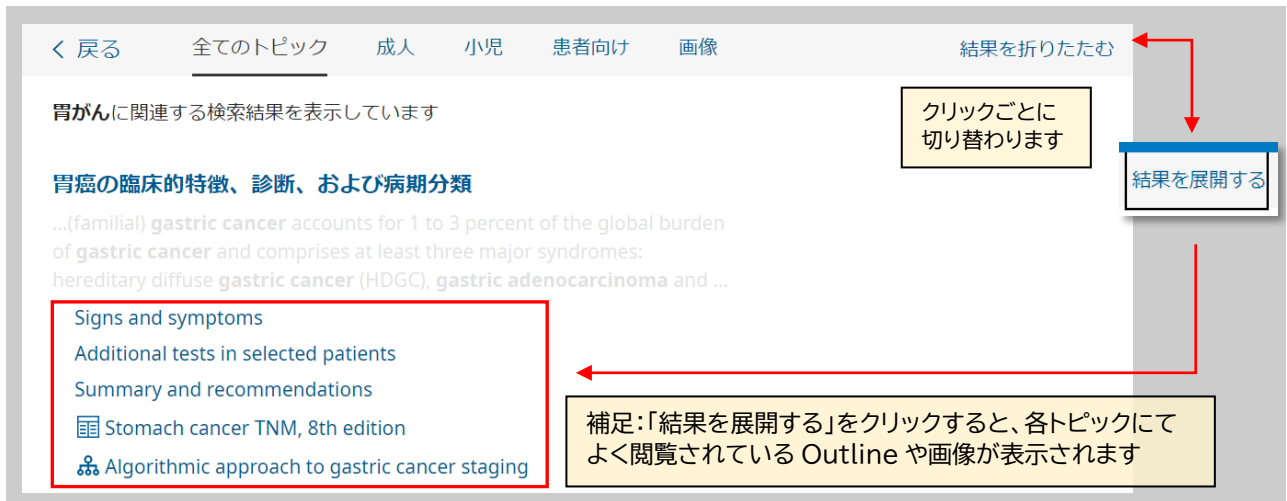 戻る 全てのトピック 成人 小児 患者向け 画像 結果を折りたたむ
胃がんに関連する検索結果を表示しています
クリックごとに
切り替わります
結果を展開する
胃癌の臨床的特徴、診断、および病期分類
...(familial) gastric cancer accounts for 1 to 3 percent of the global burden
of gastric cancer and comprises at least three major syndromes:
hereditary diffuse gastric cancer (HDGC), gastric adenocarcinoma and ...
Signs and symptoms
Additional tests in selected patients
Summary and recommendations
Stomach cancer TNM, 8th edition
Algorithmic approach to gastric cancer staging
補足:「結果を展開する」をクリックすると、各トピックにて
よく閲覧されている Outline や画像が表示されます